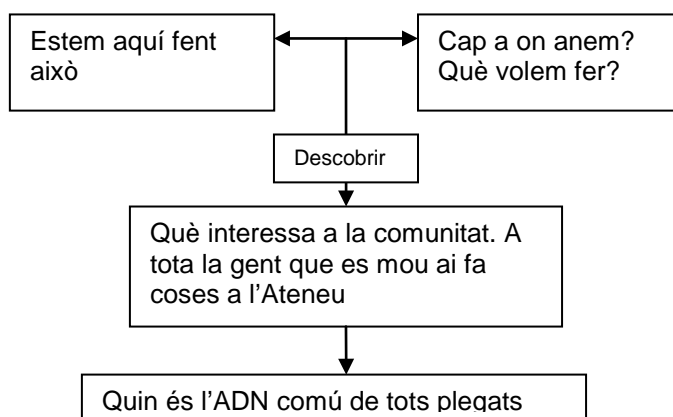 Estem aquí fent
això
Cap a on anem?
Què volem fer?
Descobrir
Què interessa a la comunitat. A
tota la gent que es mou ai fa
coses a l’Ateneu
Quin és l’ADN comú de tots plegats